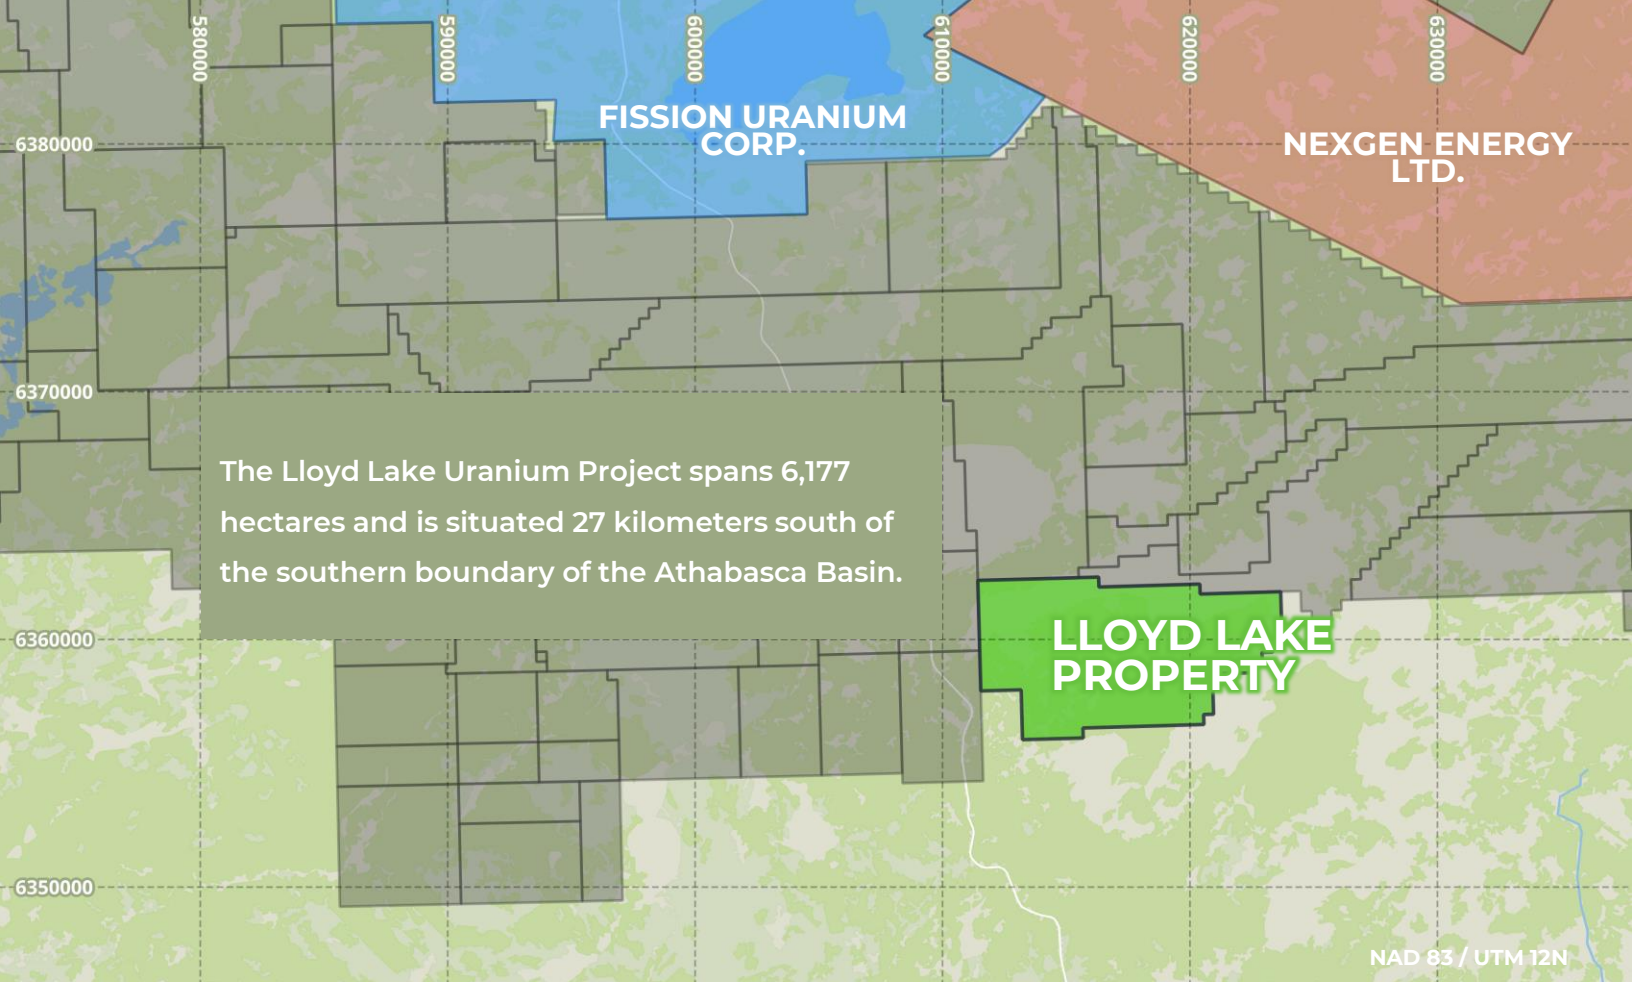 580000
590000
600000
610000
620000
630000
FISSION URANIUM
CORP.
6380000
NEXGEN ENERGY
LTD.
6370000
The Lloyd Lake Uranium Project spans 6,177
hectares and is situated 27 kilometers south of
the southern boundary of the Athabasca Basin.
6360000
LLOYD LAKE
PROPERTY
6350000
NAD 83 / UTM 12N